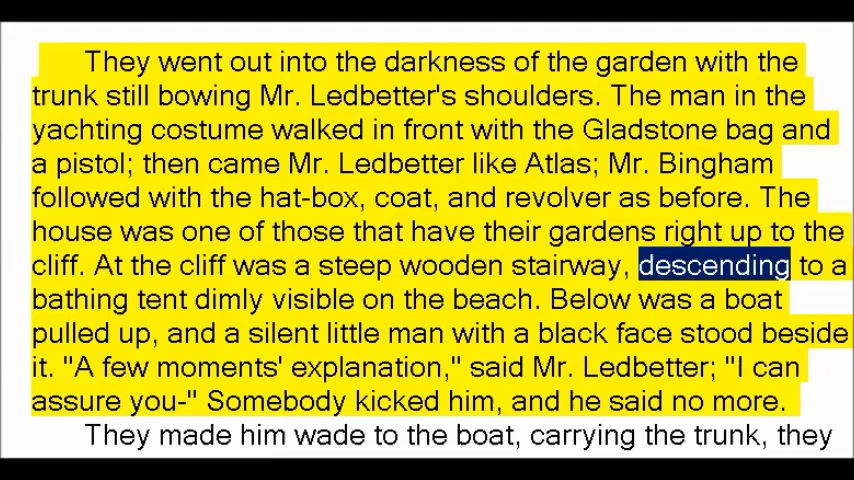 They went out into the darkness of the garden with the
trunk still bowing Mr. Ledbetter's shoulders. The man in the
yachting costume walked in front with the Gladstone bag and
a pistol; then came Mr. Ledbetter like Atlas; Mr. Bingham
followed with the hat-box, coat, and revolver as before. The
house was one of those that have their gardens right up to the
cliff. At the cliff was a steep wooden stairway, descending to a
bathing tent dimly visible on the beach. Below was a boat
pulled up, and a silent little man with a black face stood beside
it. "A few moments' explanation," said Mr. Ledbetter; "I can
assure you-" Somebody kicked him, and he said no more.
They made him wade to the boat, carrying the trunk, they